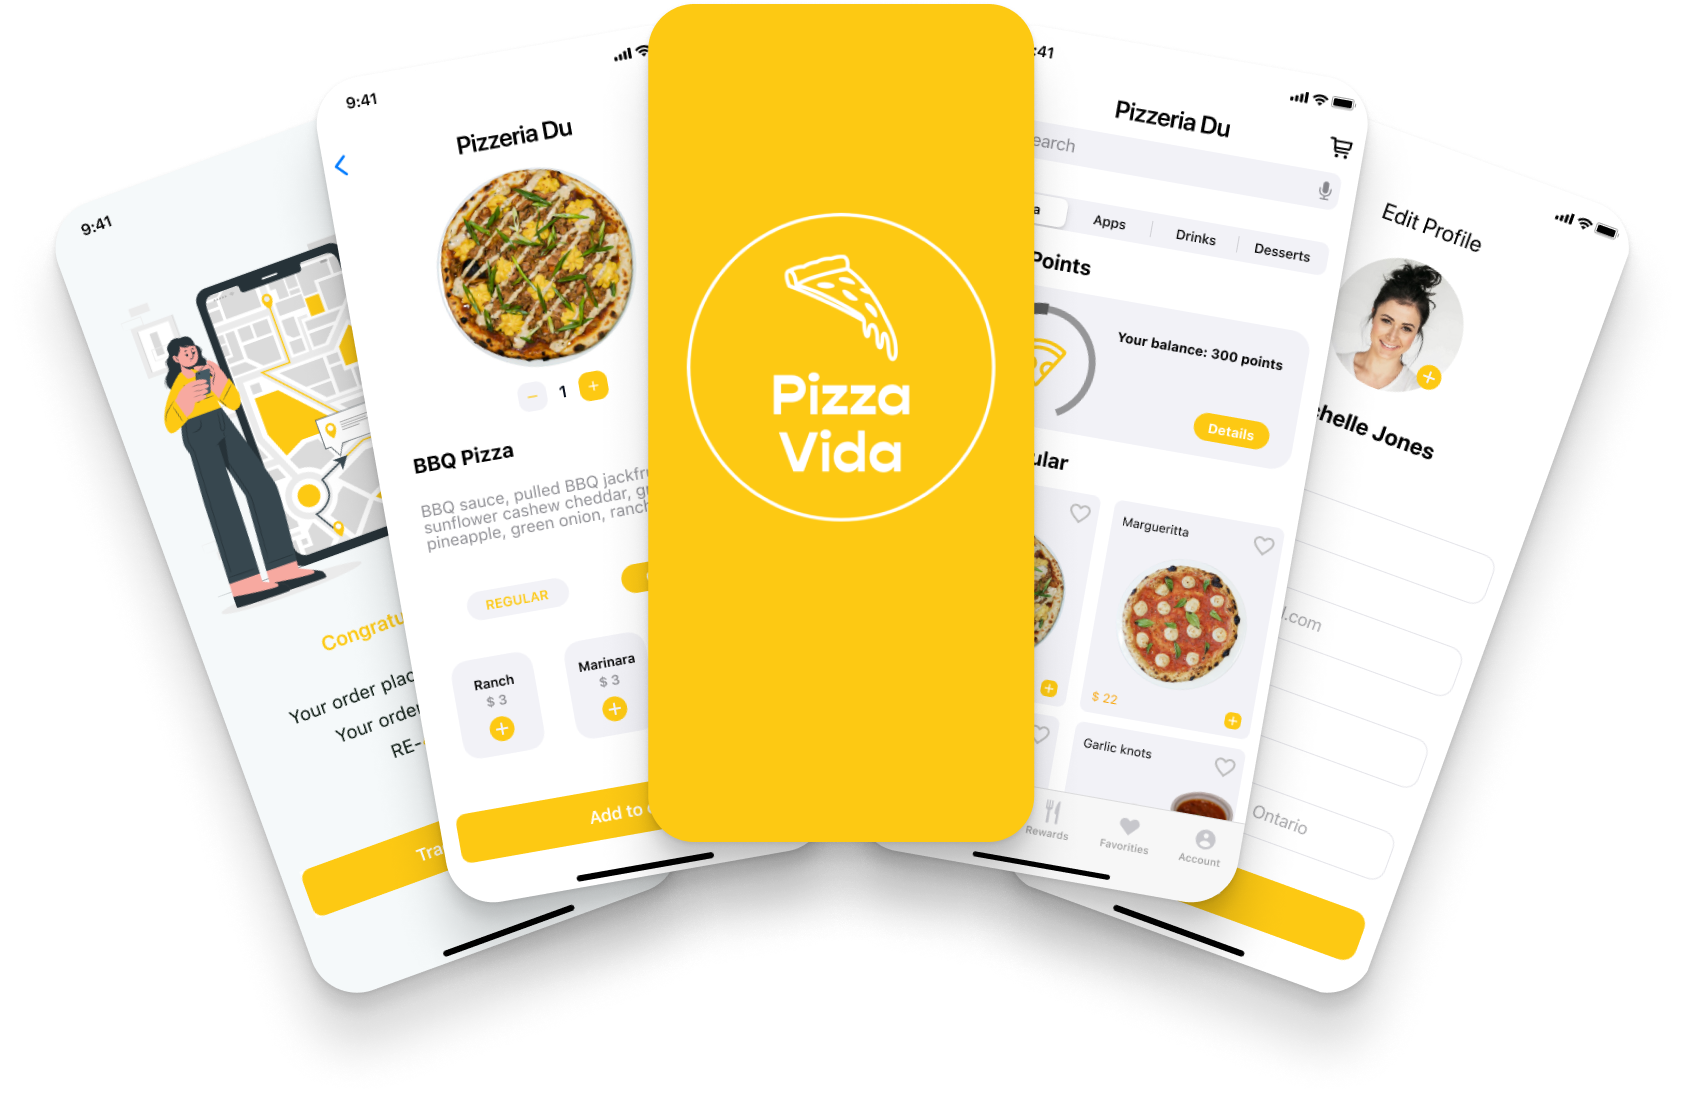 9:41
Congratu
Your order plac
Your order
RE-
Tra
9:41
Pizzeria Du
1
BBQ Pizza
BBQ sauce, pulled BBQ jackfru
sunflower cashew cheddar, gr
pineapple, green onion, ranch
REGULAR
Ranch
$ 3
Marinara
$ 3
Add to
Pizza
Vida
:41
Pizzeria Du
earch
a
Apps
Drinks
Desserts
Points
Your balance: 300 points
Details
ular
Margueritta
$ 22
Garlic knots
Rewards
Favorities
Account
Edit Profile
helle Jones
l.com
Ontario